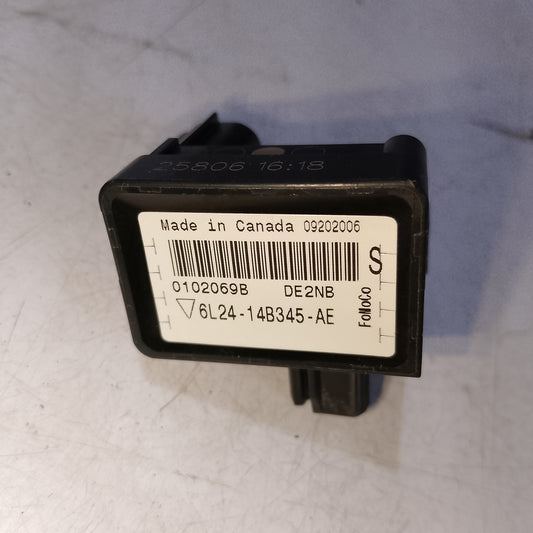 25806 16:18
Made in Canada 09202006
S
0102069B DE2NB
6L24-14B345-AE
FoMoCo